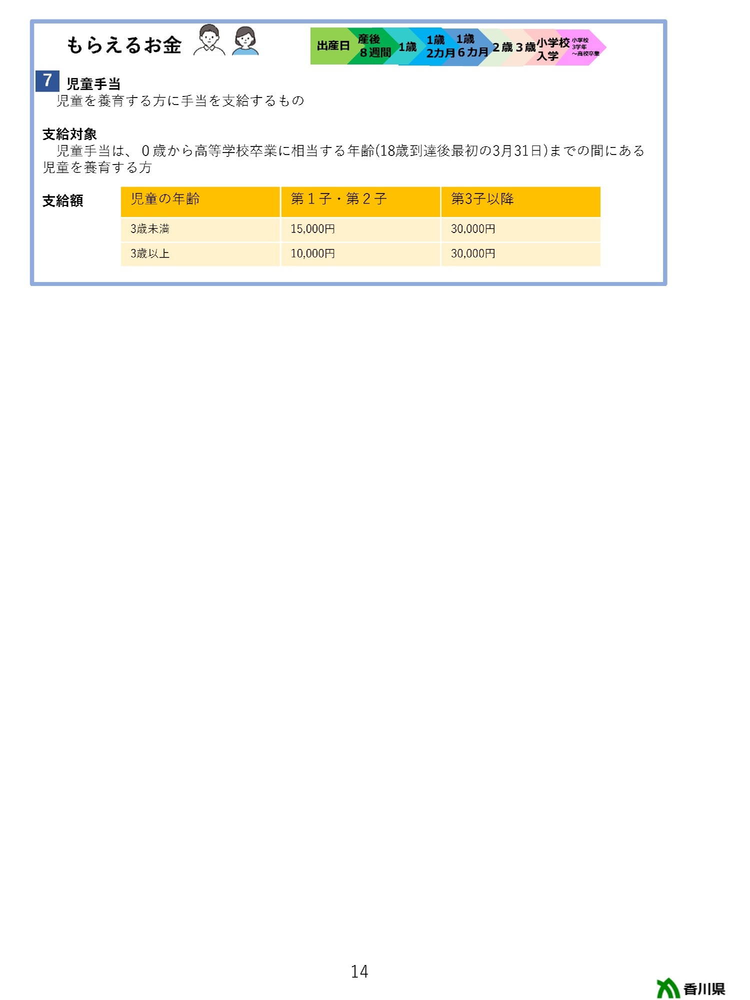 もらえるお金
出産日
産後
８週間
1歳
1歳
2カ月
1歳
６カ月
２歳
３歳
小学校
入学
小学校
3学年
～高校卒業
7
児童手当
児童を養育する方に手当を支給するもの
支給対象
児童手当は、０歳から高等学校卒業に相当する年齢(18歳到達後最初の3月31日)までの間にある
児童を養育する方
支給額
児童の年齢 第１子・第２子 第3子以降
3歳未満 15,000円 30,000円
3歳以上 10,000円 30,000円
14
香川県